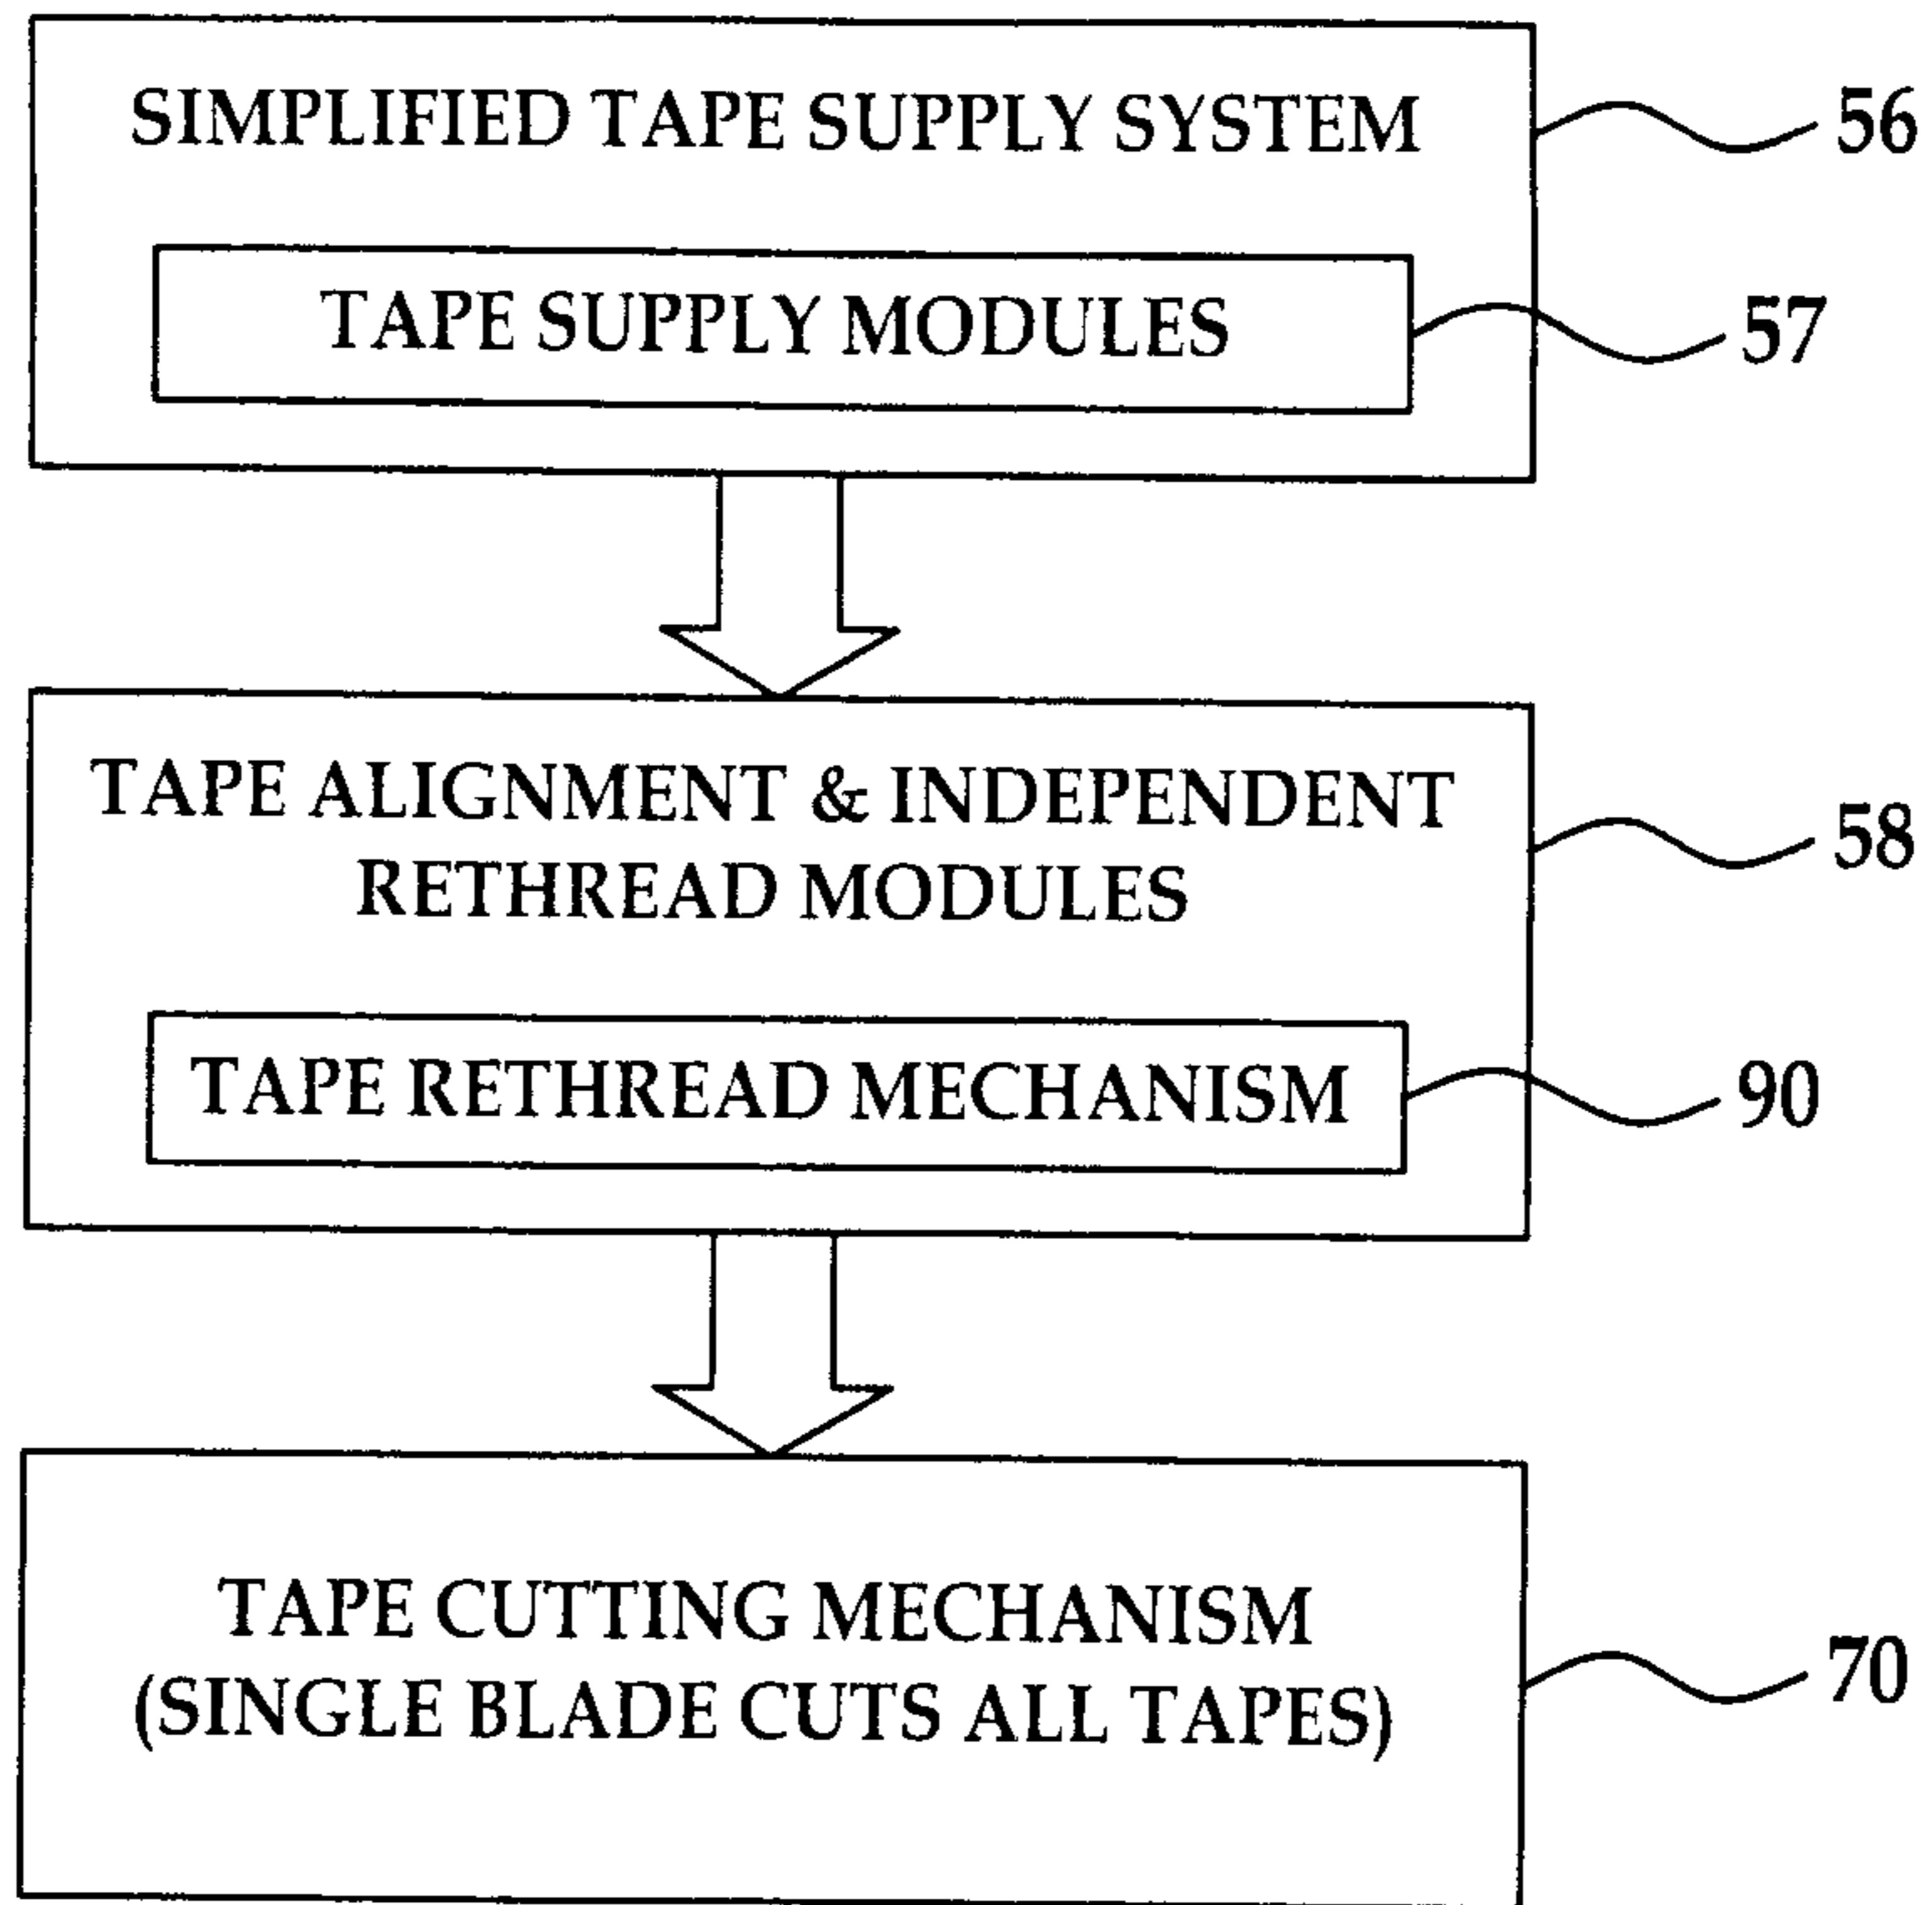 SIMPLIFIED TAPE SUPPLY SYSTEM
56
TAPE SUPPLY MODULES
57
TAPE ALIGNMENT & INDEPENDENT
RETHREAD MODULES
58
TAPE RETHREAD MECHANISM
90
TAPE CUTTING MECHANISM
(SINGLE BLADE CUTS ALL TAPES)
70